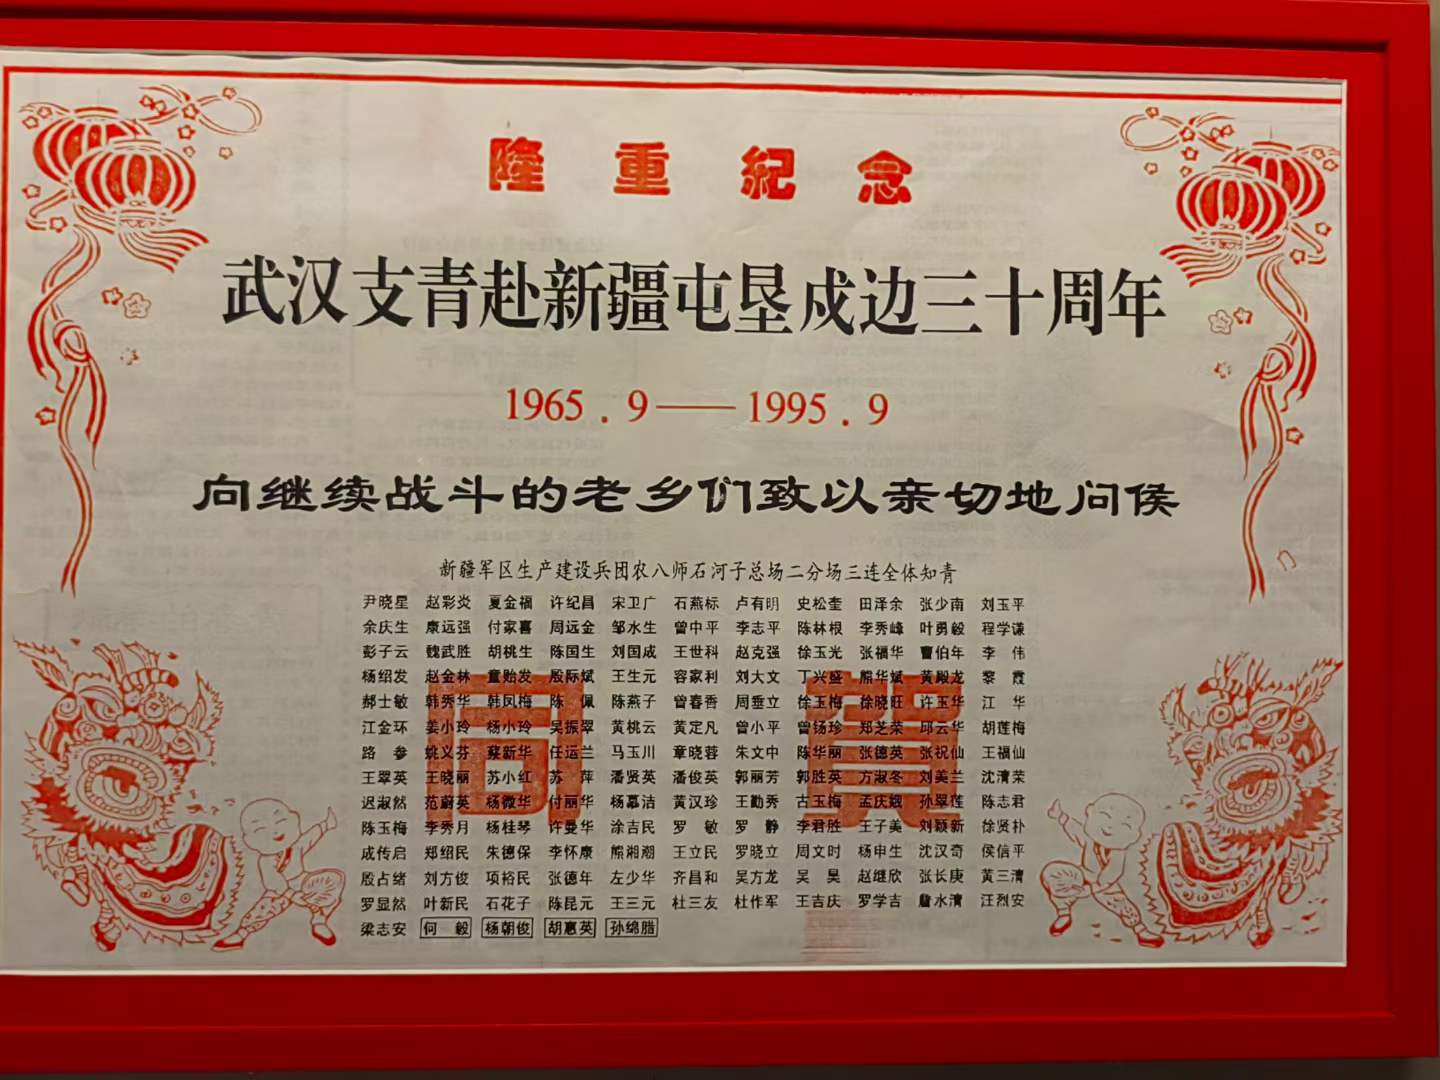 隆重紀念
武汉支青赴新疆屯垦戍边三十周年
1965.9——1995.9
向继续战斗的老乡们致以亲切地问侯
新疆军区生产建设兵团农八师石河子总场二分场三连全体知青
尹晓星 赵彩炎 夏金福 许纪昌 宋卫广 石燕标 卢有明 史松奎 田泽余 张少南 刘玉平
余庆生 康远强 付家喜 周远金 邹水生 曾中平 李志平 陈林根 李秀峰 叶勇毅 程学谦
彭子云 魏武胜 胡桃生 陈国生 刘国成 王世科 赵克强 徐玉光 张福华 曹伯年 李伟
杨绍发 赵金林 童贻发 殷际斌 王生元 容家利 刘大文 丁兴盛 熊华斌 黄殿龙 黎霞
郝士敏 韩秀华 韩凤梅 陈佩 陈燕子 曾春香 周垂立 徐玉梅 徐晓旺 许玉华 江华
江金环 姜小玲 杨小玲 吴振翠 黄桃云 黄定凡 曾小平 曾钖珍 郑芝荣 邱云华 胡莲梅
路参 姚义芬 蔡新华 任运兰 马玉川 章晓蓉 朱文中 陈华丽 张德英 张祝仙 王福仙
王翠英 王晓丽 苏小红 苏萍 潘贤英 潘俊英 郭丽芳 郭胜英 方淑冬 刘美兰 沈清荣
迟淑然 范蔚英 杨微华 付丽华 杨慕洁 黄汉珍 王勤秀 古玉梅 孟庆娥 孙翠莲 陈志君
陈玉梅 李秀月 杨桂琴 许曼华 涂吉民 罗敏 罗静 李君胜 王子美 刘颖新 徐贤朴
成传启 郑绍民 朱德保 李怀康 熊湘潮 王立民 罗晓立 周文时 杨申生 沈汉奇 侯信平
殷占绪 刘方俊 项裕民 张德年 左少华 齐昌和 吴方龙 吴昊 赵继欣 张长庚 黄三清
罗显然 叶新民 石花子 陈昆元 王三元 杜三友 杜作军 王吉庆 罗学吉 詹水清 汪烈安
梁志安 何毅 杨朝俊 胡惠英 孙绵腊
同贺